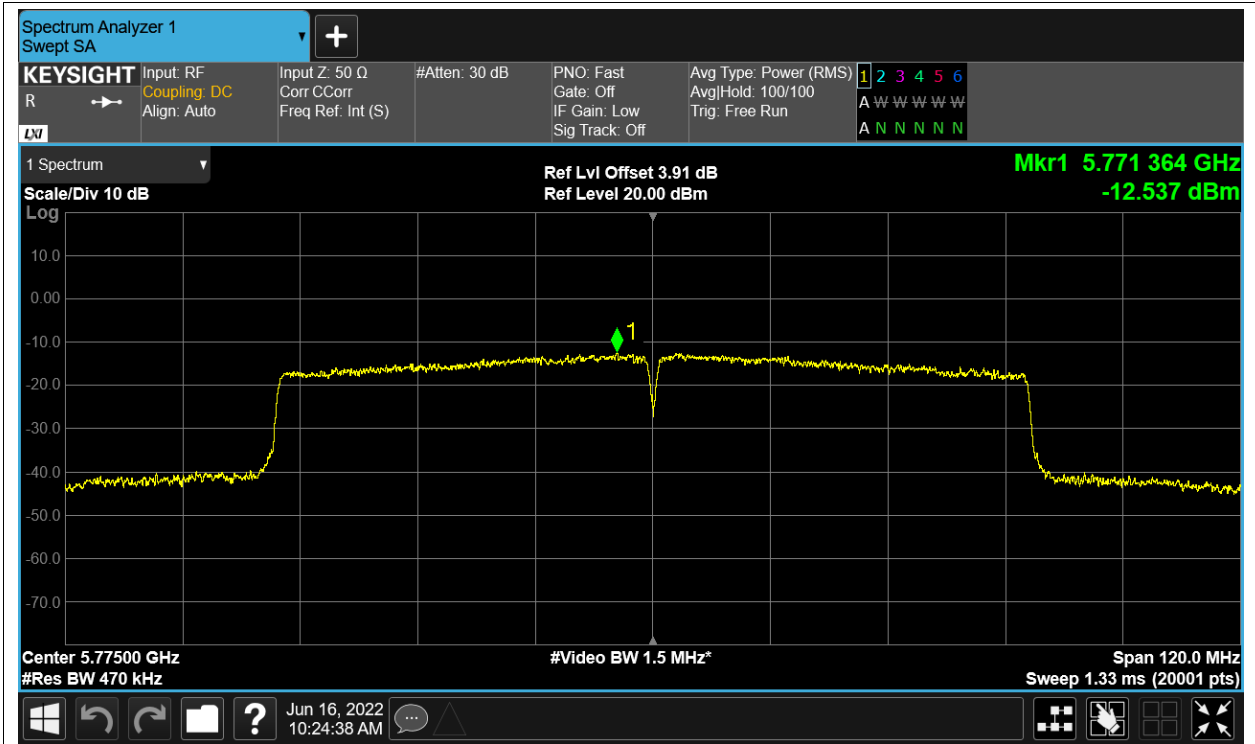 Spectrum Analyzer 1
Swept SA
KEYSIGHT
R
LXI
Input: RF
Coupling: DC
Align: Auto
Input Z: 50 Ω
Corr CCorr
Freq Ref: Int (S)
#Atten: 30 dB
PNO: Fast
Gate: Off
IF Gain: Low
Sig Track: Off
Avg Type: Power (RMS)
Avg|Hold: 100/100
Trig: Free Run
1 2 3 4 5 6
A W W W W W
A N N N N N
1 Spectrum
Scale/Div 10 dB
Log
Ref Lvl Offset 3.91 dB
Ref Level 20.00 dBm
Mkr1 5.771 364 GHz
-12.537 dBm
10.0
0.00
-10.0
-20.0
-30.0
-40.0
-50.0
-60.0
-70.0
1
Center 5.77500 GHz
#Res BW 470 kHz
#Video BW 1.5 MHz*
Span 120.0 MHz
Sweep 1.33 ms (20001 pts)
?
Jun 16, 2022
10:24:38 AM